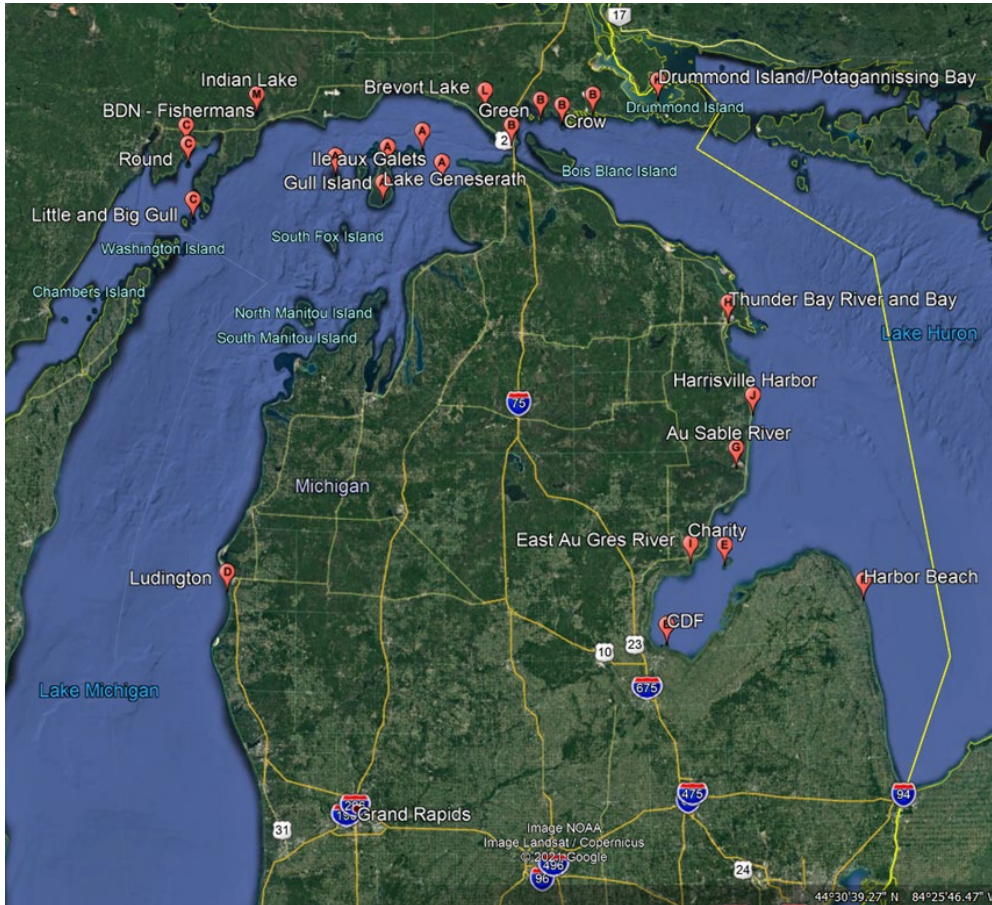 17
Drummond Island/Potagannissing Bay
Indian Lake
M
Brevort Lake
L
B
Drummond Island
BDN - Fishermans
C
Green
B
B
Crow
B
C
Round
A
2
Ile aux Galets
A
A
Bois Blanc Island
Gull Island
Lake Geneserath
Little and Big Gull
C
South Fox Island
Washington Island
Chambers Island
North Manitou Island
South Manitou Island
H
Thunder Bay River and Bay
Lake Huron
Harrisville Harbor
J
75
Au Sable River
G
Michigan
East Au Gres River
I
Charity
E
Ludington
D
Harbor Beach
CDF
10
23
Lake Michigan
675
475
94
Grand Rapids
31
Image NOAA
Image Landsat / Copernicus
© 2021 Google
496
96
24
44°30'39.27" N 84°25'46.47" W